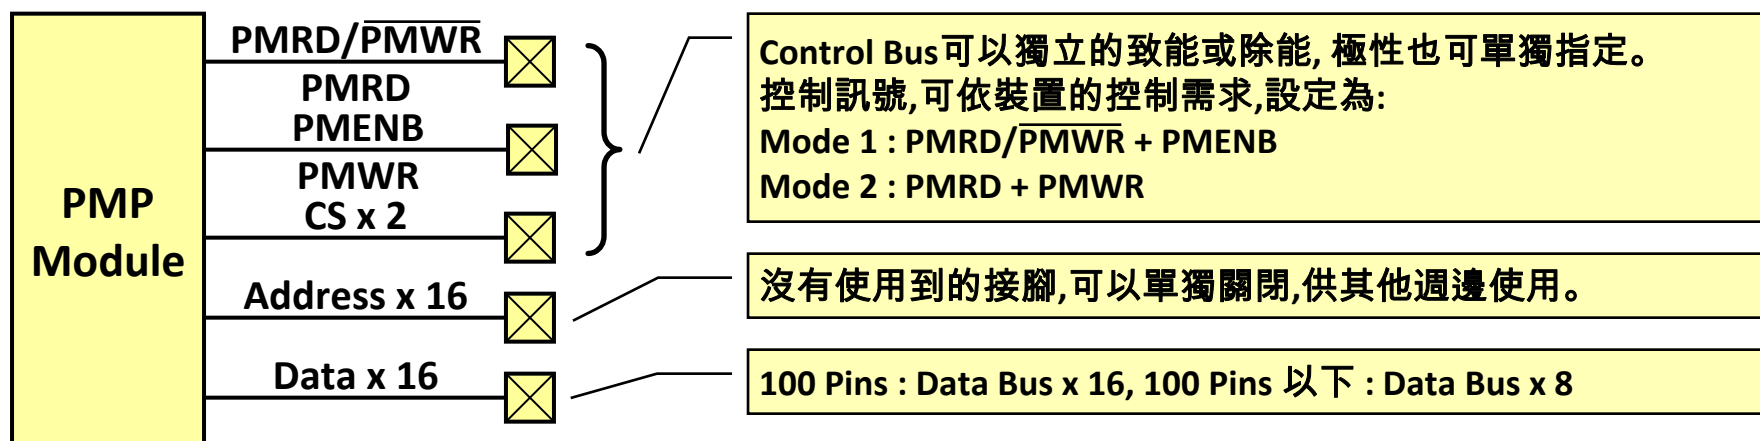 PMP
Module
PMRD/PMWR
PMRD
PMENB
PMWR
CS x 2
Address x 16
Data x 16
Control Bus可以獨立的致能或除能, 極性也可單獨指定。
控制訊號,可依裝置的控制需求,設定為:
Mode 1 : PMRD/PMWR + PMENB
Mode 2 : PMRD + PMWR
沒有使用到的接腳,可以單獨關閉,供其他週邊使用。
100 Pins : Data Bus x 16, 100 Pins 以下 : Data Bus x 8